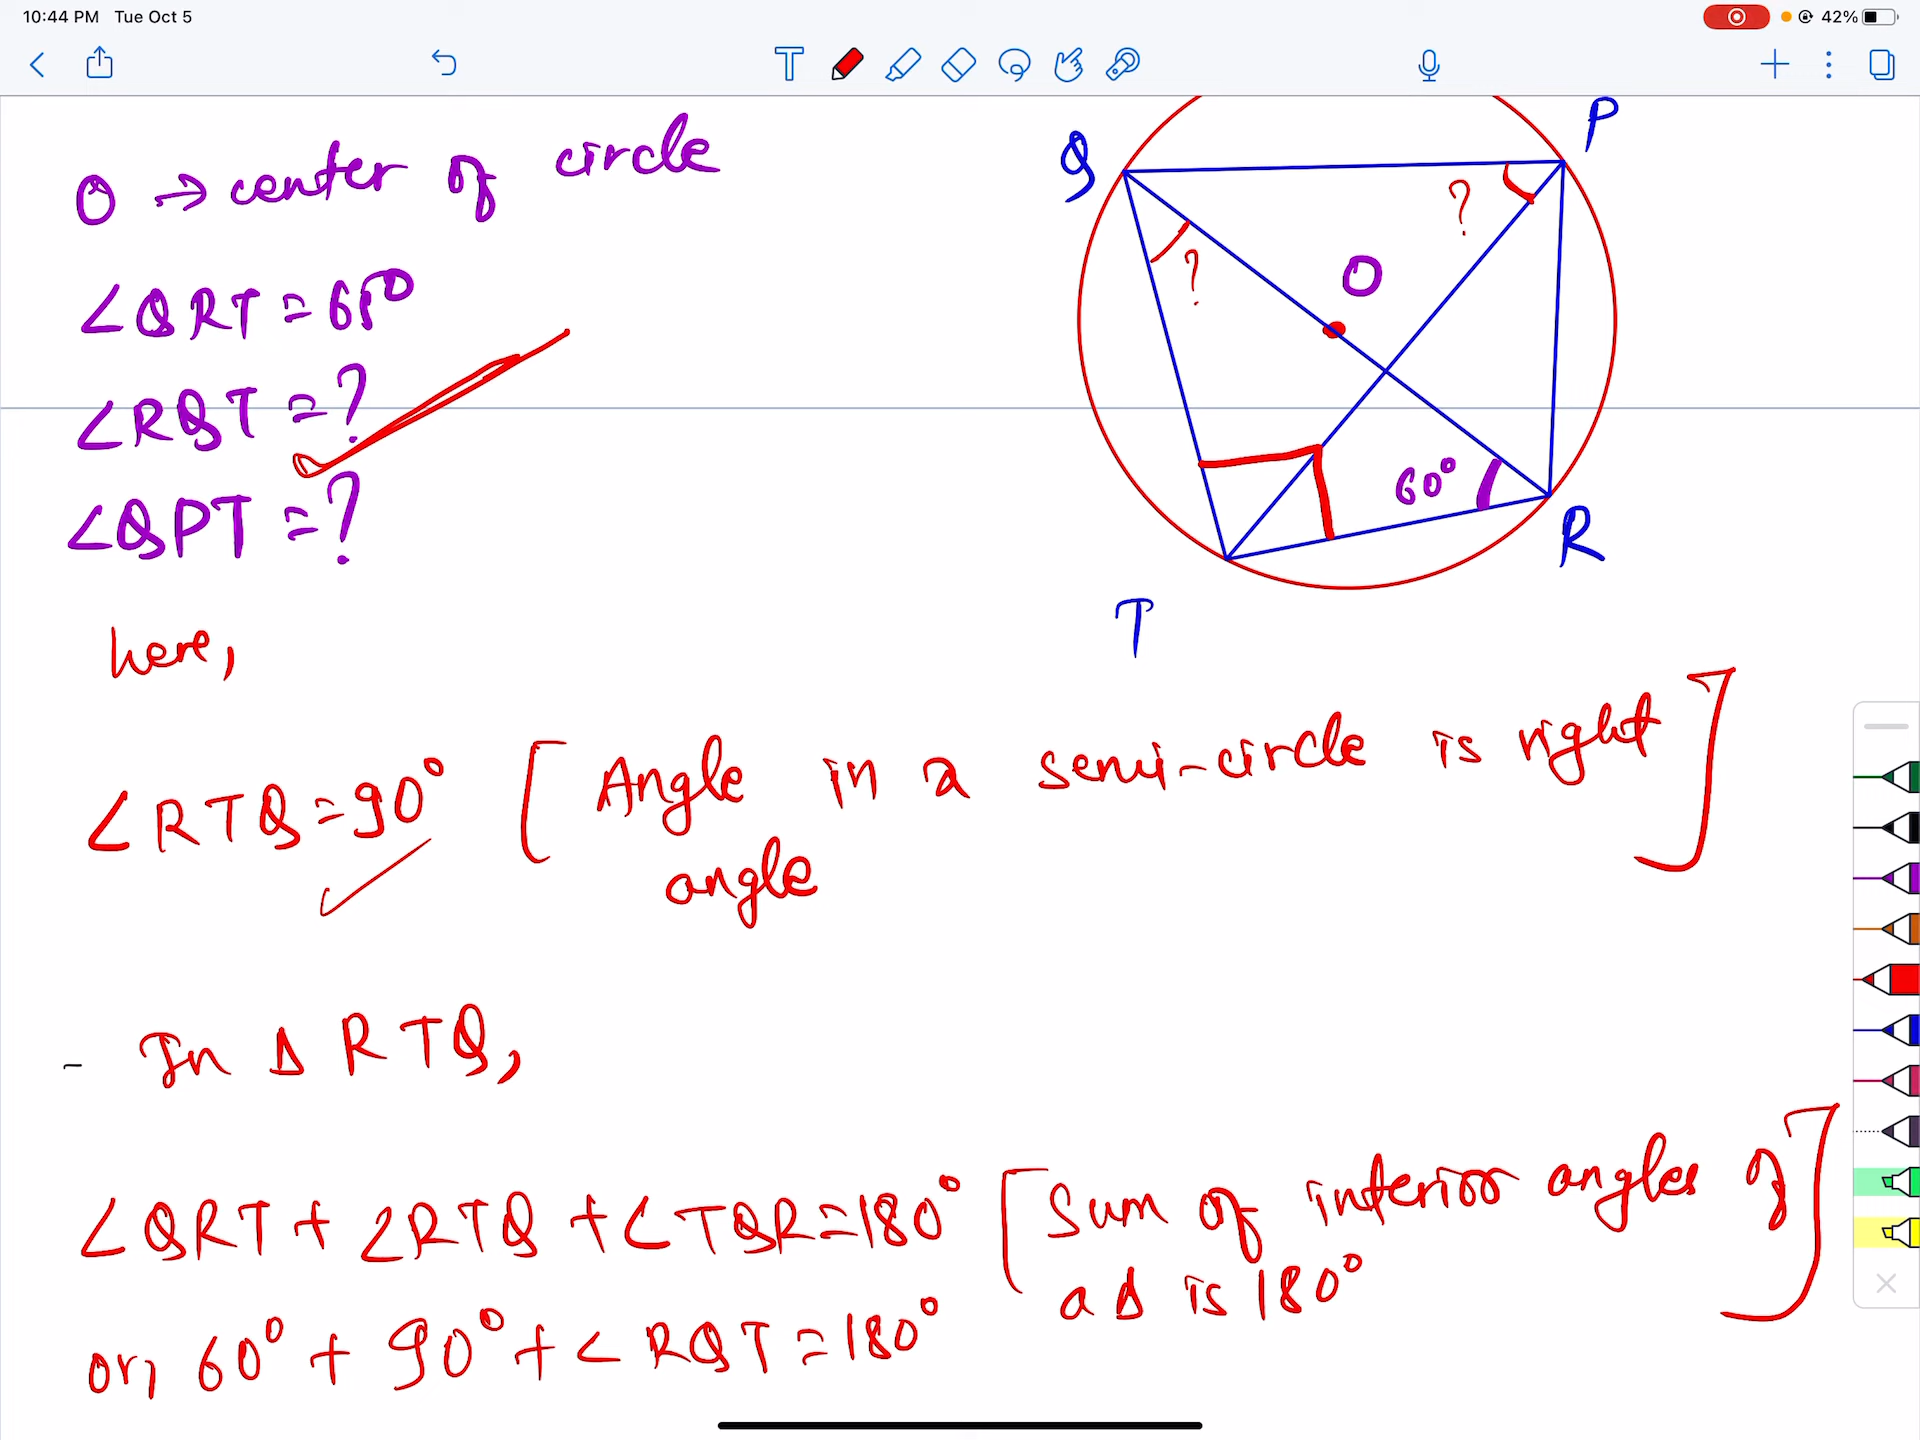 10:44 PM Tue Oct 5
42%
O → center of circle
∠QRT = 60°
∠RQT = ?
∠QPT = ?
Q
P
?
?
O
60°
R
T
here,
∠RTQ = 90° [Angle in a semi-circle is right
angle]
- In Δ RTQ,
∠QRT + ∠RTQ + ∠TQR = 180° [Sum of interior angles of
a Δ is 180°]
or, 60° + 90° + ∠RQT = 180°